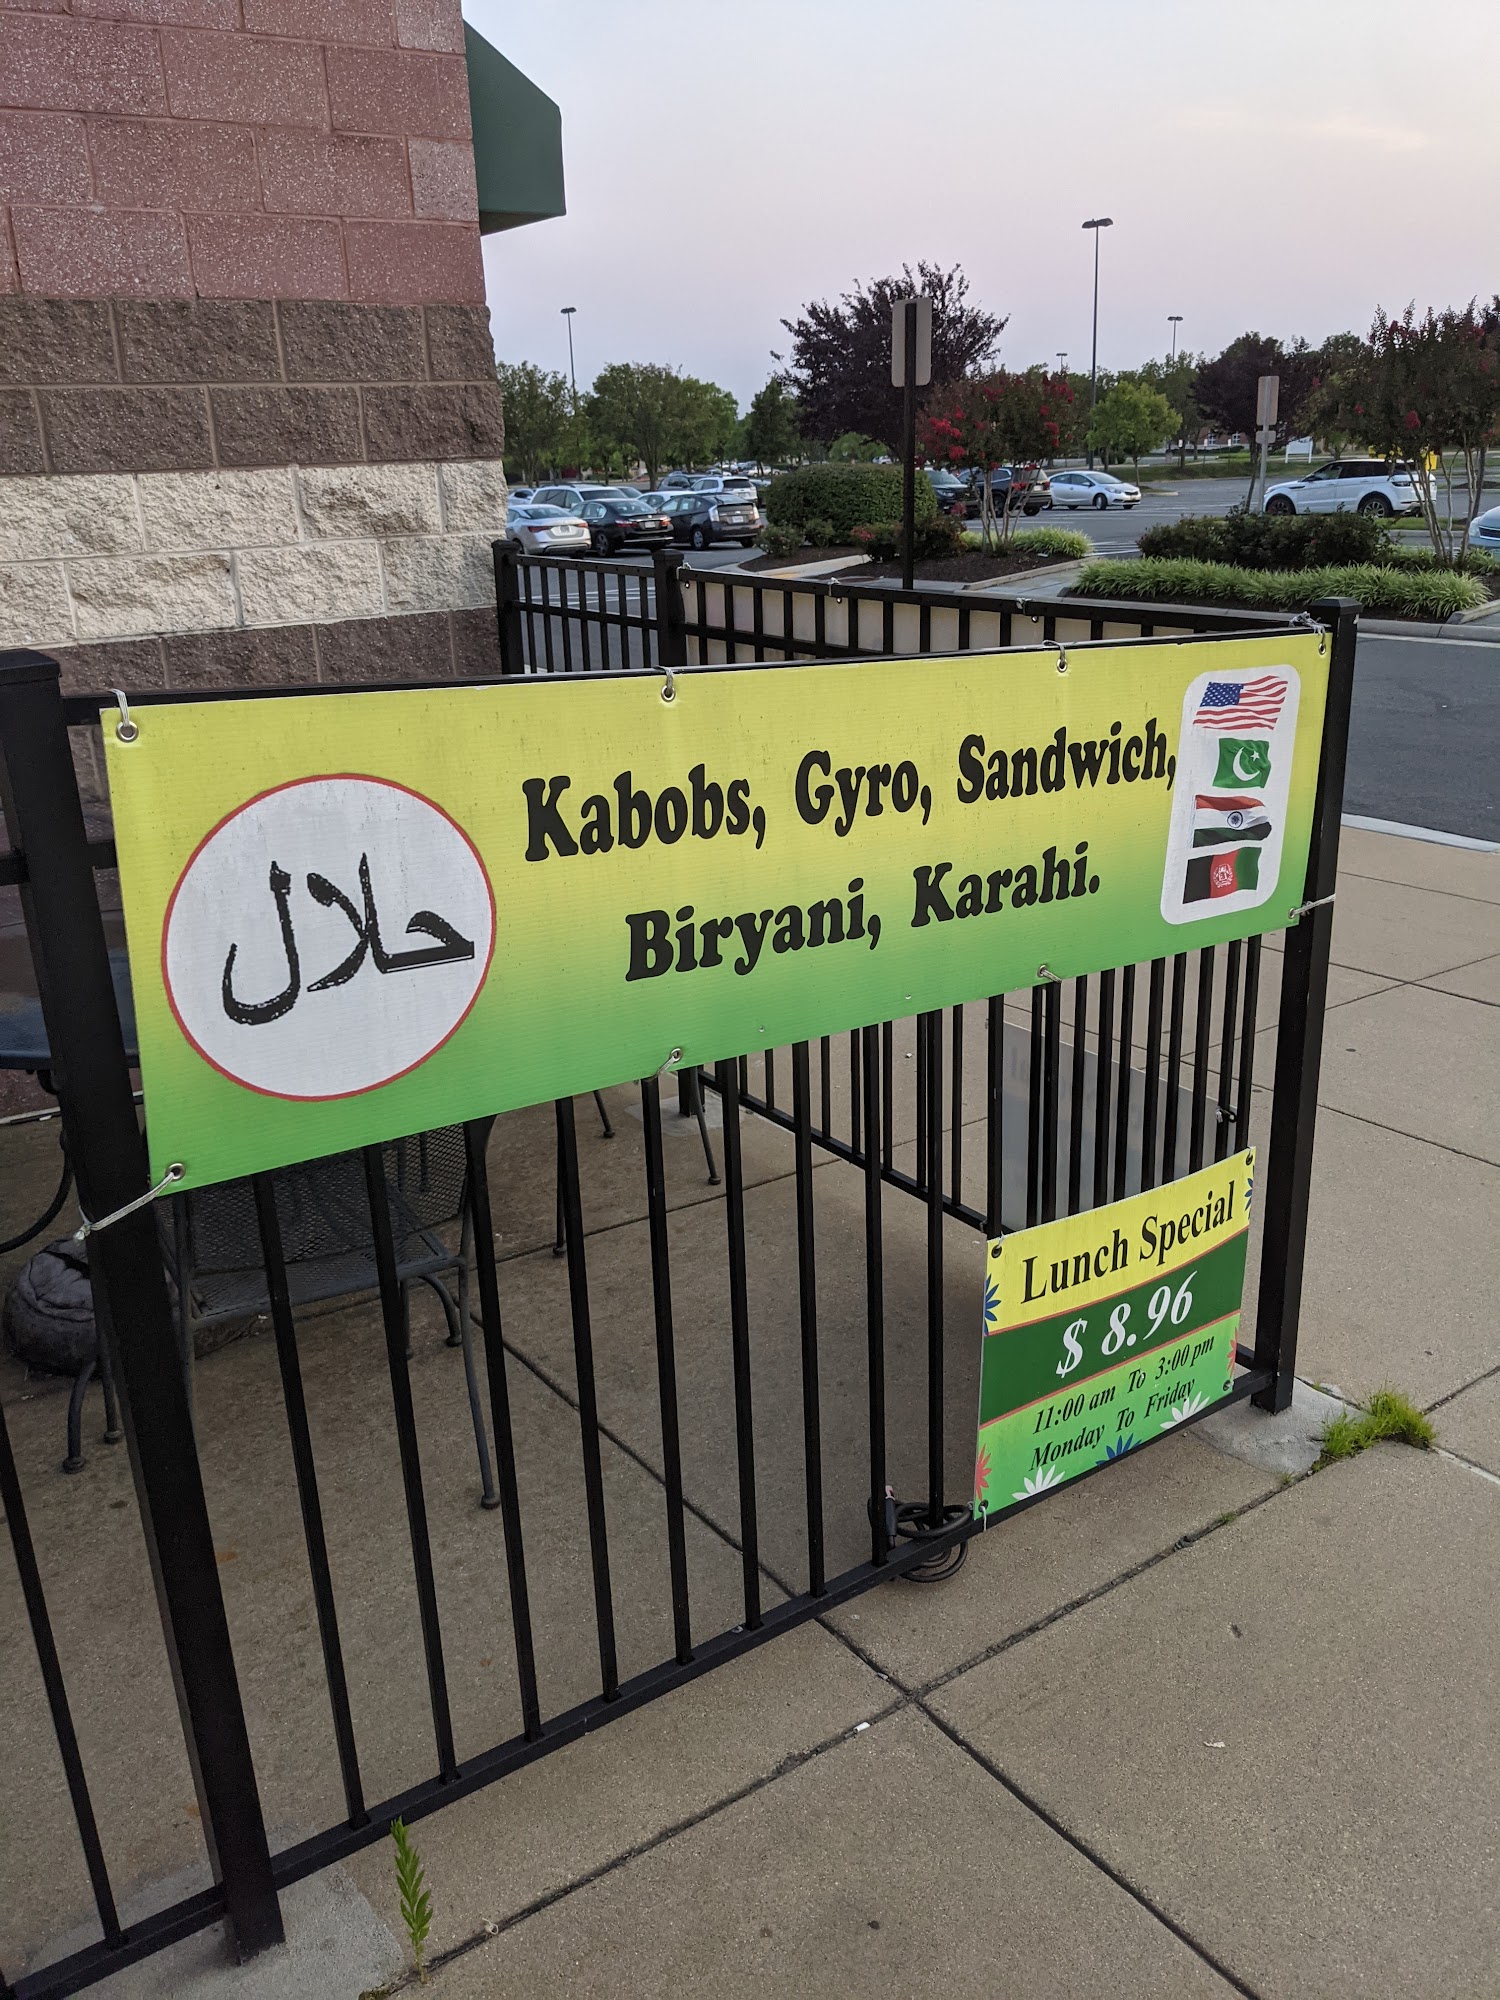 حلال
Kabobs, Gyro, Sandwich,
Biryani, Karahi.
Lunch Special
$ 8.96
11:00 am To 3:00 pm
Monday To Friday